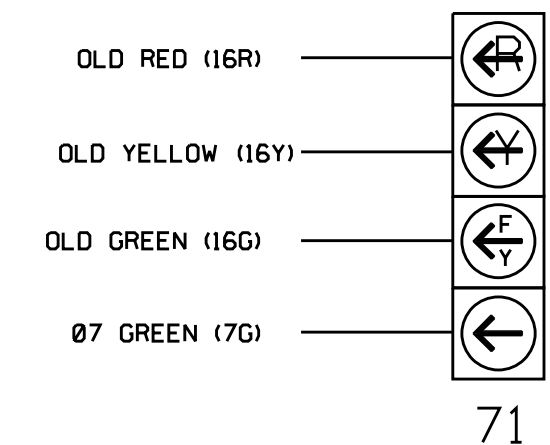 OLD RED (16R)
R
OLD YELLOW (16Y)
Y
OLD GREEN (16G)
F
Y
Ø7 GREEN (7G)
71